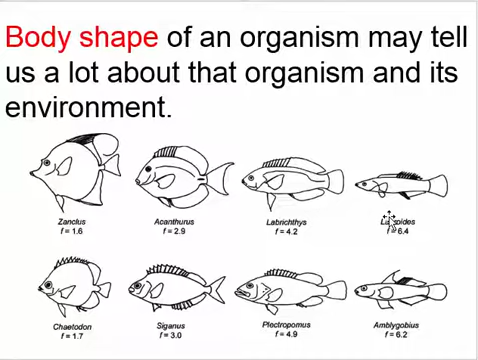 Body shape of an organism may tell
us a lot about that organism and its
environment.
Zanclus
f = 1.6
Acanthurus
f = 2.9
Labrichthys
f = 4.2
f = 6.4
Chaetodon
f = 1.7
Siganus
f = 3.0
Plectropomus
f = 4.9
Amblygobius
f = 6.2